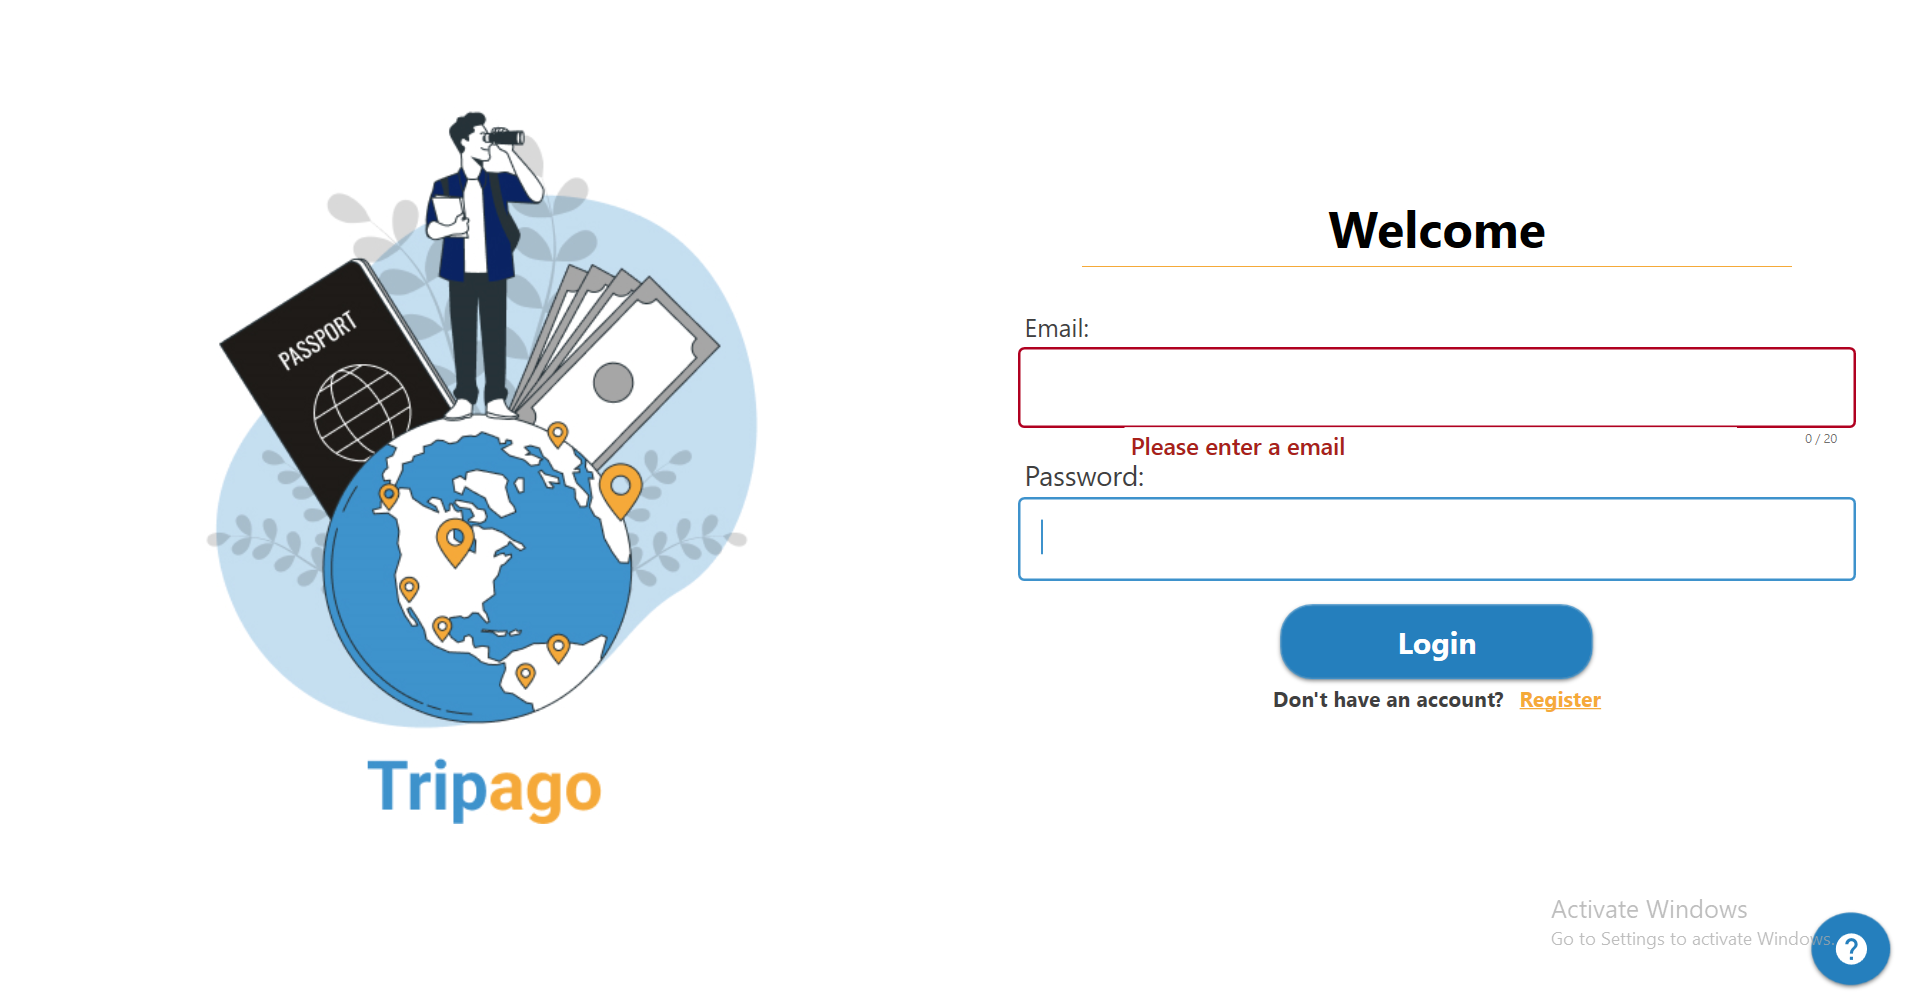 PASSPORT
Tripago
Welcome
Email:
Please enter a email
0 / 20
Password:
Login
Don't have an account? Register
Activate Windows
Go to Settings to activate Windows.
?